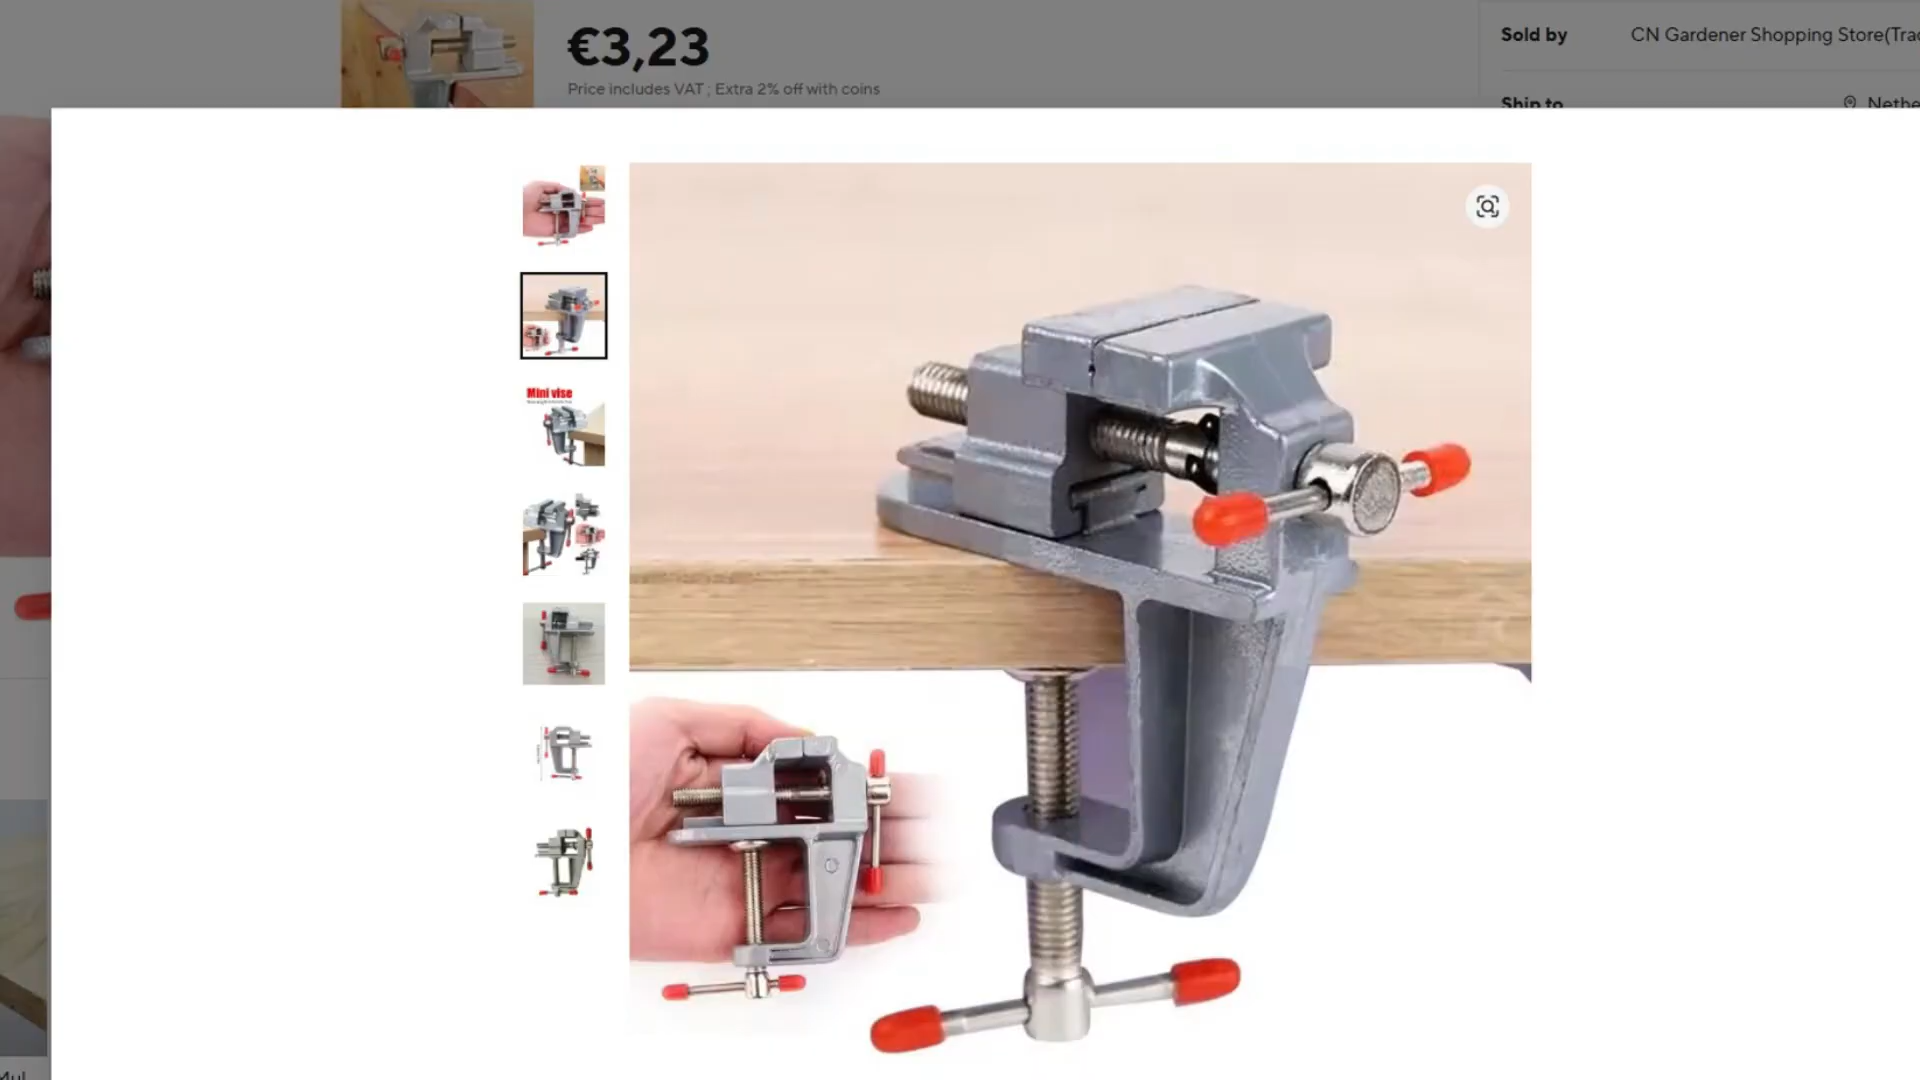 €3,23
Price includes VAT ; Extra 2% off with coins
Sold by CN Gardener Shopping Store(Trad
Ship to Nethe
Mini vise